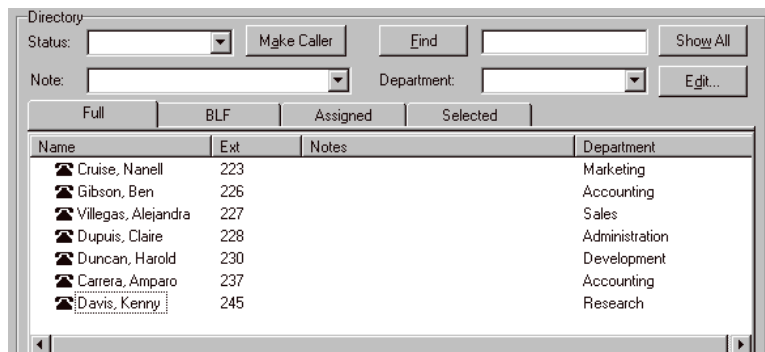 Directory
Status: Make Caller Find Show All
Note: Department: Edit...
Full BLF Assigned Selected
Name Ext Notes Department
Cruise, Nanell 223 Marketing
Gibson, Ben 226 Accounting
Villegas, Alejandra 227 Sales
Dupuis, Claire 228 Administration
Duncan, Harold 230 Development
Carrera, Amparo 237 Accounting
Davis, Kenny 245 Research